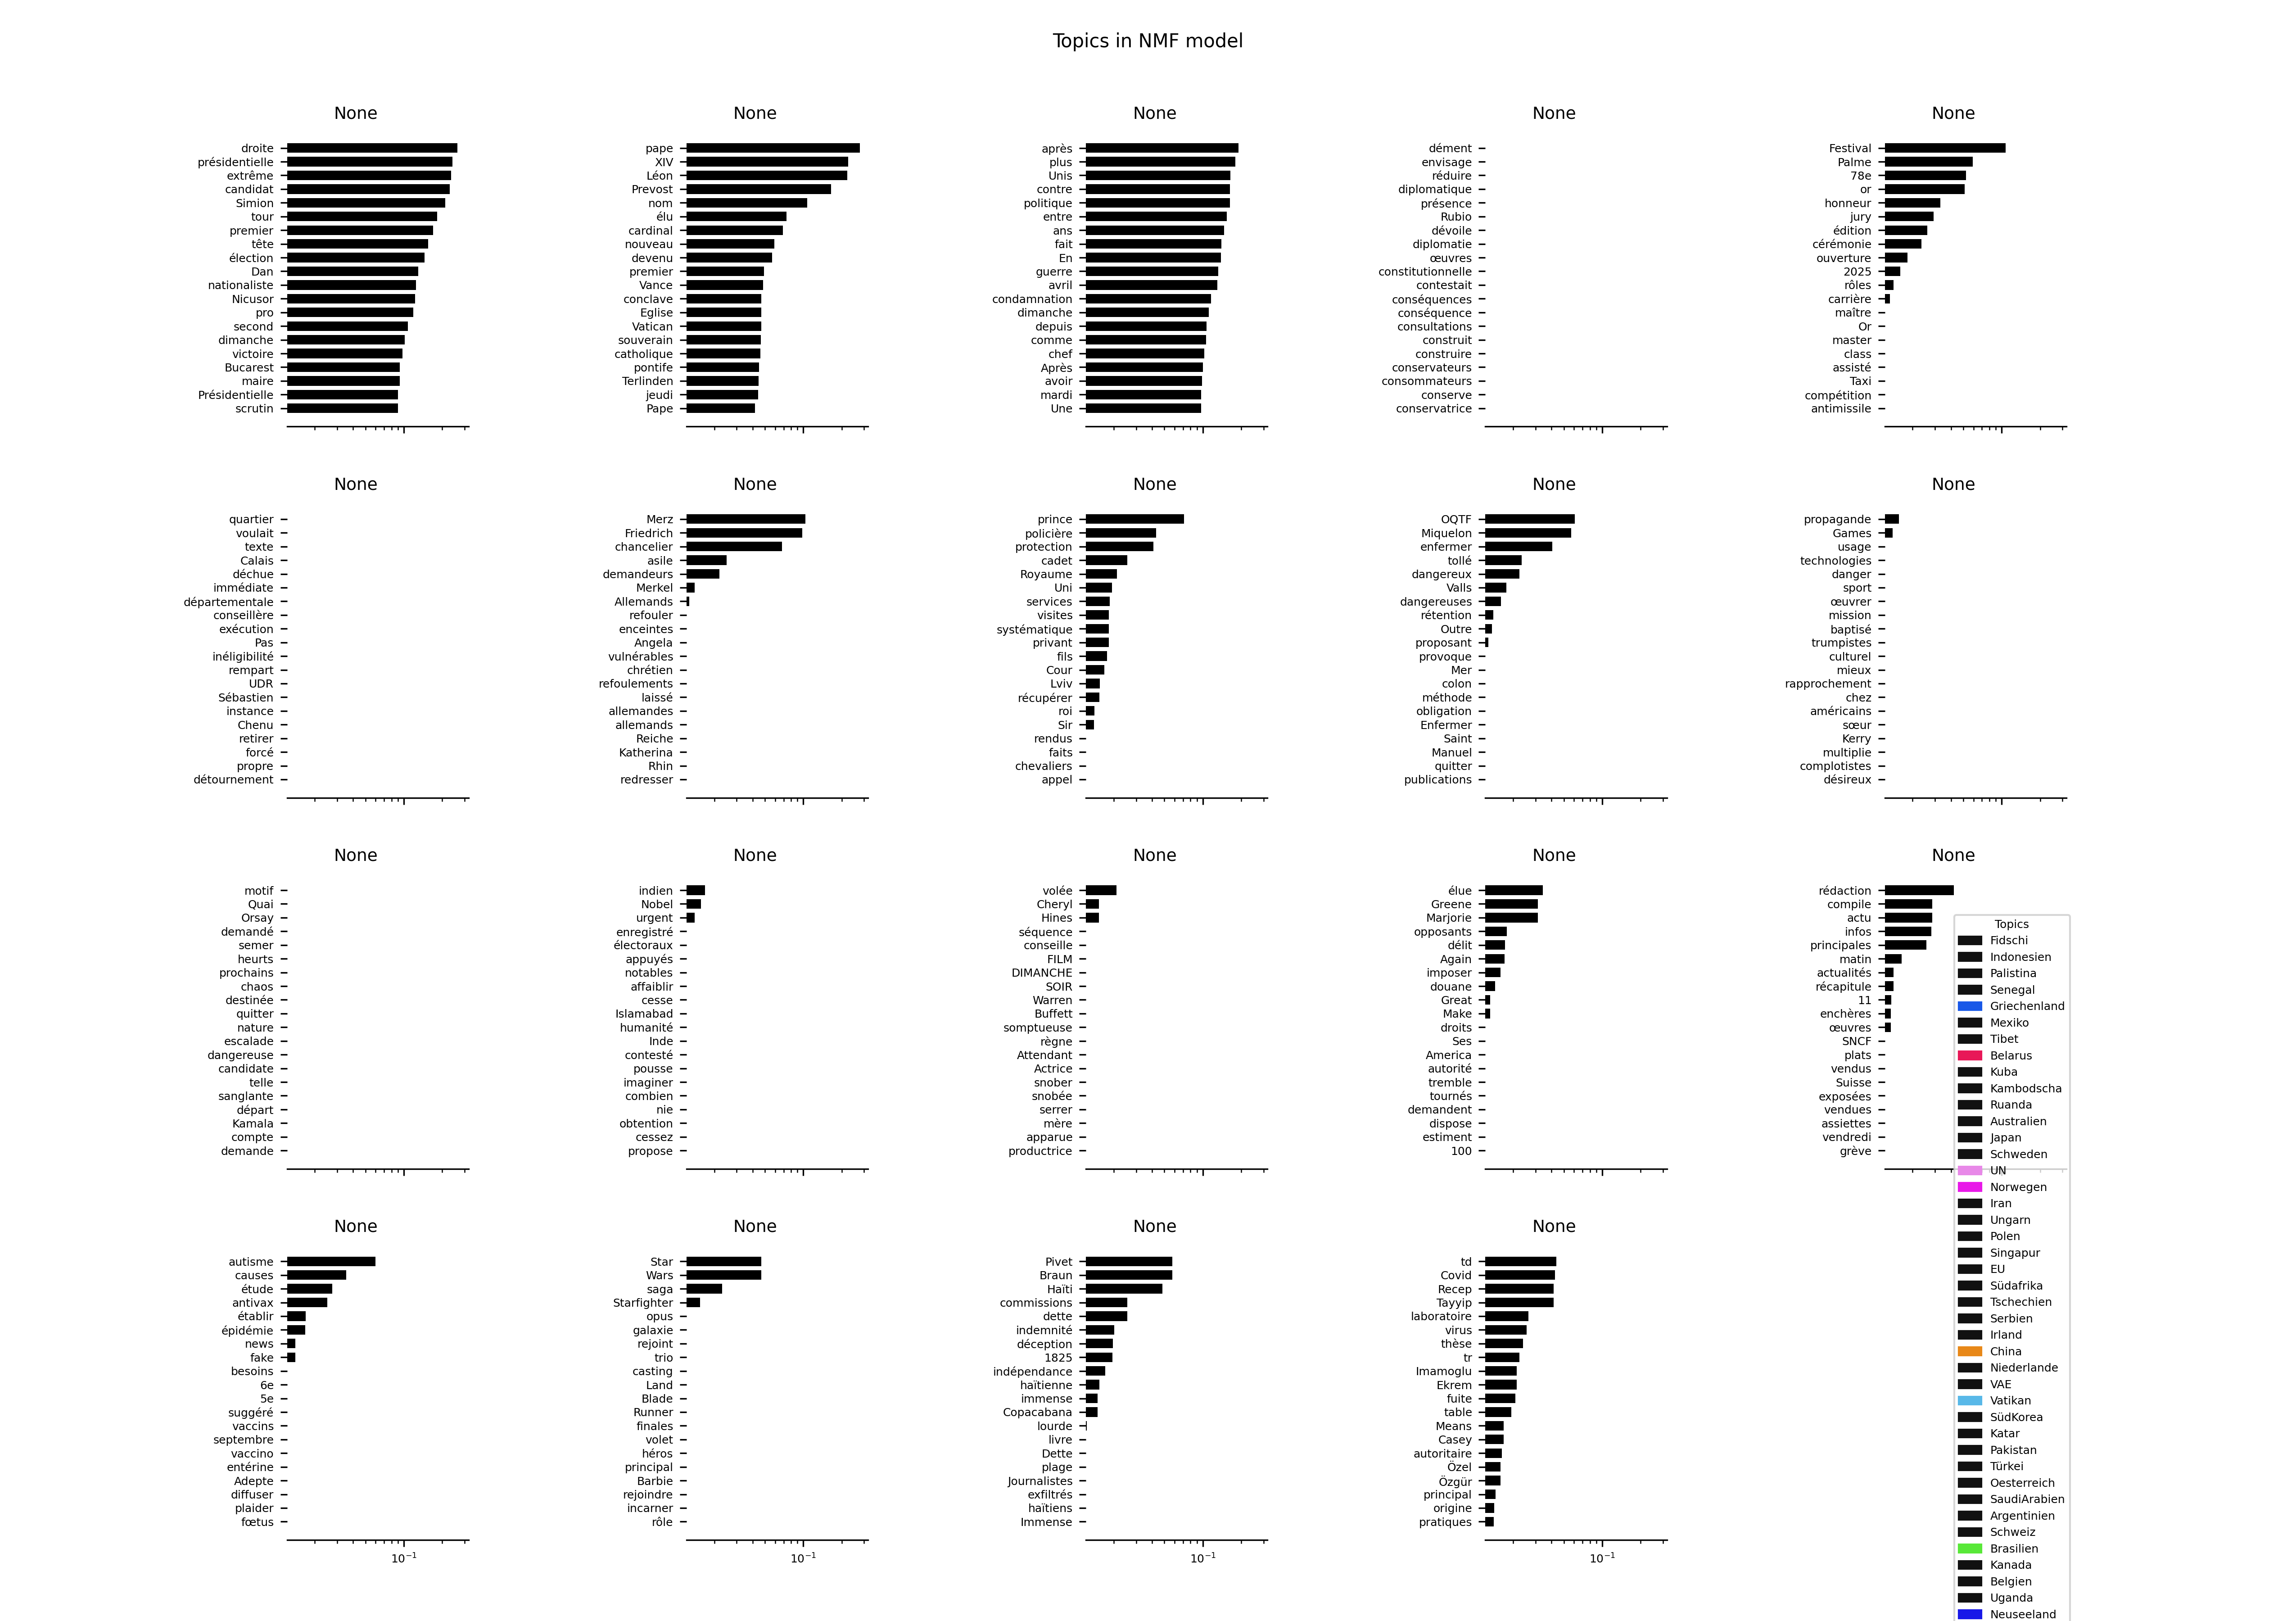 Topics in NMF model
None
droite
présidentielle
extrême
candidat
Simion
tour
premier
tête
élection
Dan
nationaliste
Nicusor
pro
second
dimanche
victoire
Bucarest
maire
Présidentielle
scrutin
None
pape
XIV
Léon
Prevost
nom
élu
cardinal
nouveau
devenu
premier
Vance
conclave
Eglise
Vatican
souverain
catholique
pontife
Terlinden
jeudi
Pape
None
après
plus
Unis
contre
politique
entre
ans
fait
En
guerre
avril
condamnation
dimanche
depuis
comme
chef
Après
avoir
mardi
Une
None
dément
envisage
réduire
diplomatique
présence
Rubio
dévoile
diplomatie
œuvres
constitutionnelle
contestait
conséquences
conséquence
consultations
construit
construire
conservateurs
consommateurs
conserve
conservatrice
None
Festival
Palme
78e
or
honneur
jury
édition
cérémonie
ouverture
2025
rôles
carrière
maître
Or
master
class
assisté
Taxi
compétition
antimissile
None
quartier
voulait
texte
Calais
déchue
immédiate
départementale
conseillère
exécution
Pas
inéligibilité
rempart
UDR
Sébastien
instance
Chenu
retirer
forcé
propre
détournement
None
Merz
Friedrich
chancelier
asile
demandeurs
Merkel
Allemands
refouler
enceintes
Angela
vulnérables
chrétien
refoulements
laissé
allemandes
allemands
Reiche
Katherina
Rhin
redresser
None
prince
policière
protection
cadet
Royaume
Uni
services
visites
systématique
privant
fils
Cour
Lviv
récupérer
roi
Sir
rendus
faits
chevaliers
appel
None
OQTF
Miquelon
enfermer
tollé
dangereux
Valls
dangereuses
rétention
Outre
proposant
provoque
Mer
colon
méthode
obligation
Enfermer
Saint
Manuel
quitter
publications
None
propagande
Games
usage
technologies
danger
sport
œuvrer
mission
baptisé
trumpistes
culturel
mieux
rapprochement
chez
américains
sœur
Kerry
multiplie
complotistes
désireux
None
motif
Quai
Orsay
demandé
semer
heurts
prochains
chaos
destinée
quitter
nature
escalade
dangereuse
candidate
telle
sanglante
départ
Kamala
compte
demande
None
indien
Nobel
urgent
enregistré
électoraux
appuyés
notables
affaiblir
cesse
Islamabad
humanité
Inde
contesté
pousse
imaginer
combien
nie
obtention
cessez
propose
None
volée
Cheryl
Hines
séquence
conseille
FILM
DIMANCHE
SOIR
Warren
Buffett
somptueuse
règne
Attendant
Actrice
snober
snobée
serrer
mère
apparue
productrice
None
élue
Greene
Marjorie
opposants
délit
Again
imposer
douane
Great
Make
droits
Ses
America
autorité
tremble
tournés
demandent
dispose
estiment
100
None
rédaction
compile
actu
infos
principales
matin
actualités
récapitule
11
enchères
œuvres
SNCF
plats
vendus
Suisse
exposées
vendues
assiettes
vendredi
grève
None
autisme
causes
étude
antivax
établir
épidémie
news
fake
besoins
6e
5e
suggéré
vaccins
septembre
vaccino
entérine
Adepte
diffuser
plaider
fœtus
10⁻¹
None
Star
Wars
saga
Starfighter
opus
galaxie
rejoint
trio
casting
Land
Blade
Runner
finales
volet
héros
principal
Barbie
rejoindre
incarner
rôle
10⁻¹
None
Pivet
Braun
Haïti
commissions
dette
indemnité
déception
1825
indépendance
haïtienne
immense
Copacabana
lourde
livre
Dette
plage
Journalistes
exfiltrés
haïtiens
Immense
10⁻¹
None
td
Covid
Recep
Tayyip
laboratoire
virus
thèse
tr
Imamoglu
Ekrem
fuite
table
Means
Casey
autoritaire
Özel
Özgür
principal
origine
pratiques
10⁻¹
Topics
Fidschi
Indonesien
Palistina
Senegal
Griechenland
Mexiko
Tibet
Belarus
Kuba
Kambodscha
Ruanda
Australien
Japan
Schweden
UN
Norwegen
Iran
Ungarn
Polen
Singapur
EU
Südafrika
Tschechien
Serbien
Irland
China
Niederlande
VAE
Vatikan
SüdKorea
Katar
Pakistan
Türkei
Oesterreich
SaudiArabien
Argentinien
Schweiz
Brasilien
Kanada
Belgien
Uganda
Neuseeland